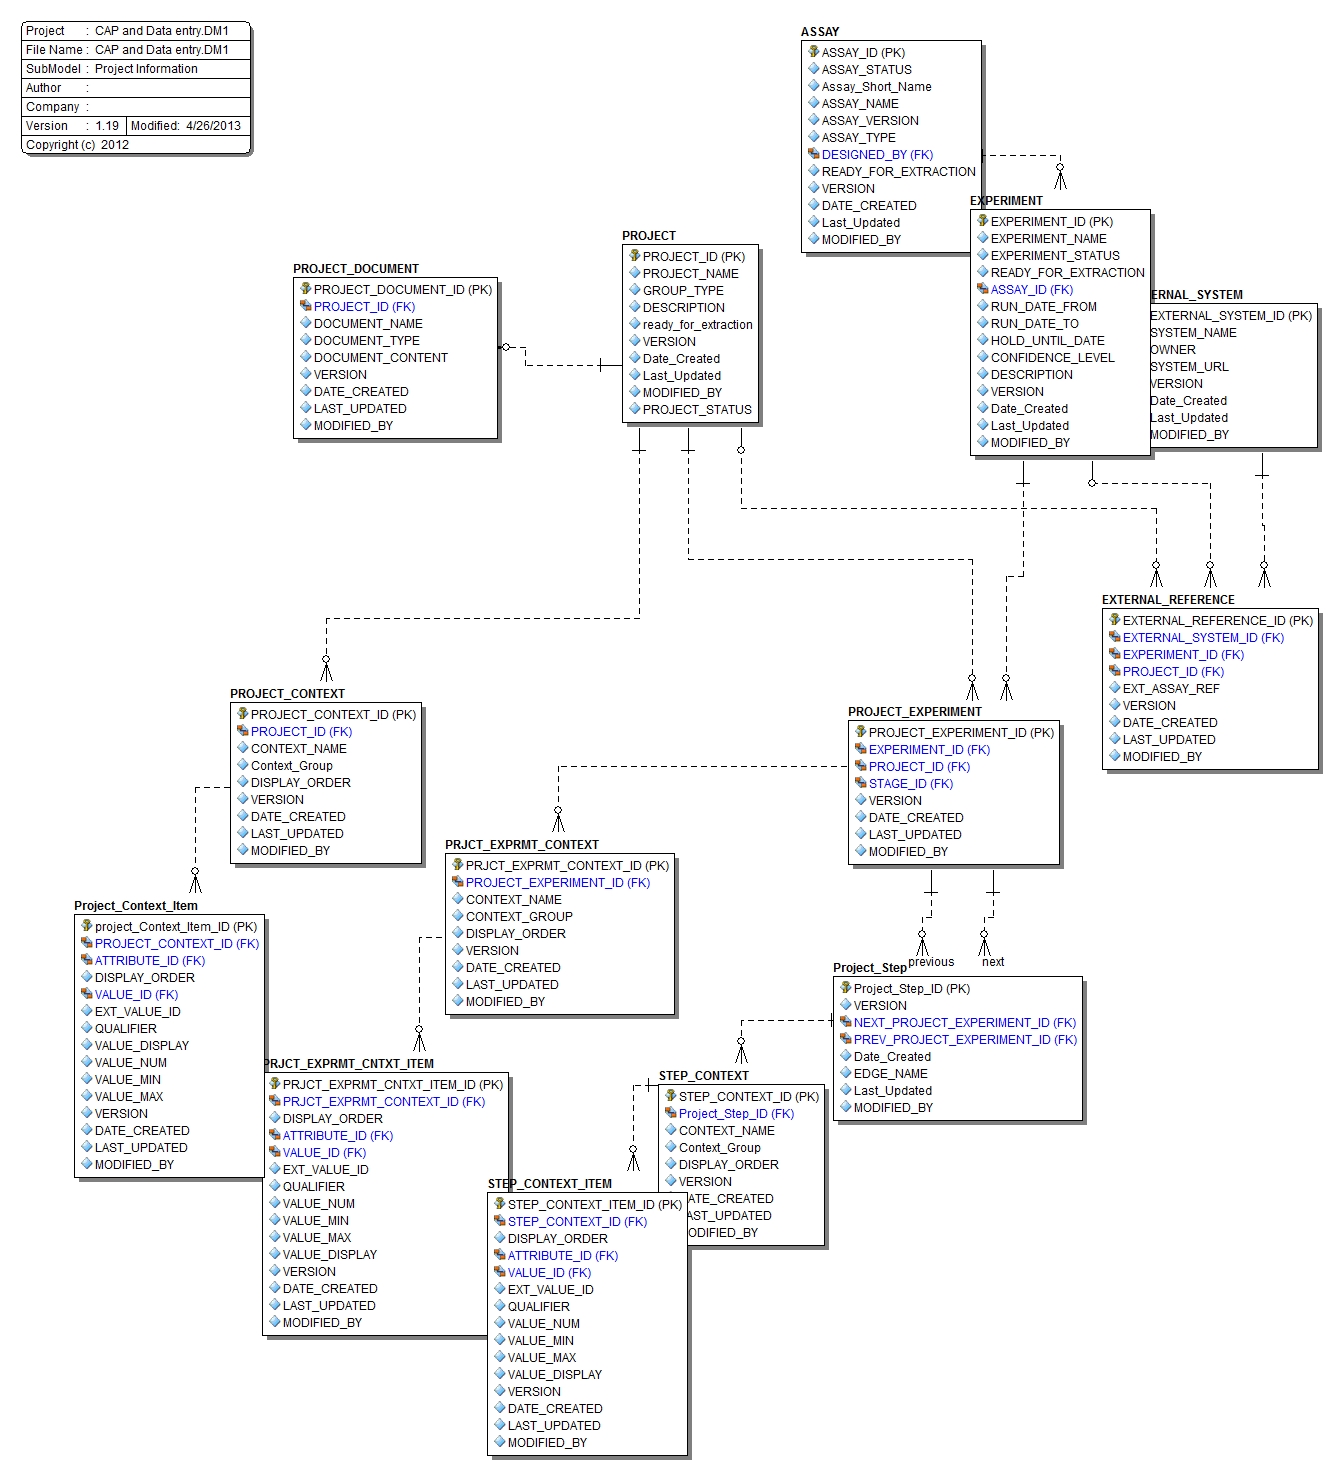 Project : CAP and Data entry.DM1
File Name : CAP and Data entry.DM1
SubModel : Project Information
Author :
Company :
Version : 1.19 Modified: 4/26/2013
Copyright (c) 2012
ASSAY
ASSAY_ID (PK)
ASSAY_STATUS
Assay_Short_Name
ASSAY_NAME
ASSAY_VERSION
ASSAY_TYPE
DESIGNED_BY (FK)
READY_FOR_EXTRACTION
VERSION
DATE_CREATED
Last_Updated
MODIFIED_BY
EXPERIMENT
EXPERIMENT_ID (PK)
EXPERIMENT_NAME
EXPERIMENT_STATUS
READY_FOR_EXTRACTION
ASSAY_ID (FK)
RUN_DATE_FROM
RUN_DATE_TO
HOLD_UNTIL_DATE
CONFIDENCE_LEVEL
DESCRIPTION
VERSION
Date_Created
Last_Updated
MODIFIED_BY
ERNAL_SYSTEM
EXTERNAL_SYSTEM_ID (PK)
SYSTEM_NAME
OWNER
SYSTEM_URL
VERSION
Date_Created
Last_Updated
MODIFIED_BY
PROJECT
PROJECT_ID (PK)
PROJECT_NAME
GROUP_TYPE
DESCRIPTION
ready_for_extraction
VERSION
Date_Created
Last_Updated
MODIFIED_BY
PROJECT_STATUS
PROJECT_DOCUMENT
PROJECT_DOCUMENT_ID (PK)
PROJECT_ID (FK)
DOCUMENT_NAME
DOCUMENT_TYPE
DOCUMENT_CONTENT
VERSION
DATE_CREATED
LAST_UPDATED
MODIFIED_BY
EXTERNAL_REFERENCE
EXTERNAL_REFERENCE_ID (PK)
EXTERNAL_SYSTEM_ID (FK)
EXPERIMENT_ID (FK)
PROJECT_ID (FK)
EXT_ASSAY_REF
VERSION
DATE_CREATED
LAST_UPDATED
MODIFIED_BY
PROJECT_CONTEXT
PROJECT_CONTEXT_ID (PK)
PROJECT_ID (FK)
CONTEXT_NAME
Context_Group
DISPLAY_ORDER
VERSION
DATE_CREATED
LAST_UPDATED
MODIFIED_BY
PROJECT_EXPERIMENT
PROJECT_EXPERIMENT_ID (PK)
EXPERIMENT_ID (FK)
PROJECT_ID (FK)
STAGE_ID (FK)
VERSION
DATE_CREATED
LAST_UPDATED
MODIFIED_BY
PRJCT_EXPRMT_CONTEXT
PRJCT_EXPRMT_CONTEXT_ID (PK)
PROJECT_EXPERIMENT_ID (FK)
CONTEXT_NAME
CONTEXT_GROUP
DISPLAY_ORDER
VERSION
DATE_CREATED
LAST_UPDATED
MODIFIED_BY
Project_Context_Item
project_Context_Item_ID (PK)
PROJECT_CONTEXT_ID (FK)
ATTRIBUTE_ID (FK)
DISPLAY_ORDER
VALUE_ID (FK)
EXT_VALUE_ID
QUALIFIER
VALUE_DISPLAY
VALUE_NUM
VALUE_MIN
VALUE_MAX
VERSION
DATE_CREATED
LAST_UPDATED
MODIFIED_BY
previous
next
Project_Step
Project_Step_ID (PK)
VERSION
NEXT_PROJECT_EXPERIMENT_ID (FK)
PREV_PROJECT_EXPERIMENT_ID (FK)
Date_Created
EDGE_NAME
Last_Updated
MODIFIED_BY
PRJCT_EXPRMT_CNTXT_ITEM
PRJCT_EXPRMT_CNTXT_ITEM_ID (PK)
PRJCT_EXPRMT_CONTEXT_ID (FK)
DISPLAY_ORDER
ATTRIBUTE_ID (FK)
VALUE_ID (FK)
EXT_VALUE_ID
QUALIFIER
VALUE_NUM
VALUE_MIN
VALUE_MAX
VALUE_DISPLAY
VERSION
DATE_CREATED
LAST_UPDATED
MODIFIED_BY
STEP_CONTEXT
STEP_CONTEXT_ID (PK)
Project_Step_ID (FK)
CONTEXT_NAME
Context_Group
DISPLAY_ORDER
VERSION
DATE_CREATED
AST_UPDATED
ODIFIED_BY
STEP_CONTEXT_ITEM
STEP_CONTEXT_ITEM_ID (PK)
STEP_CONTEXT_ID (FK)
DISPLAY_ORDER
ATTRIBUTE_ID (FK)
VALUE_ID (FK)
EXT_VALUE_ID
QUALIFIER
VALUE_NUM
VALUE_MIN
VALUE_MAX
VALUE_DISPLAY
VERSION
DATE_CREATED
LAST_UPDATED
MODIFIED_BY